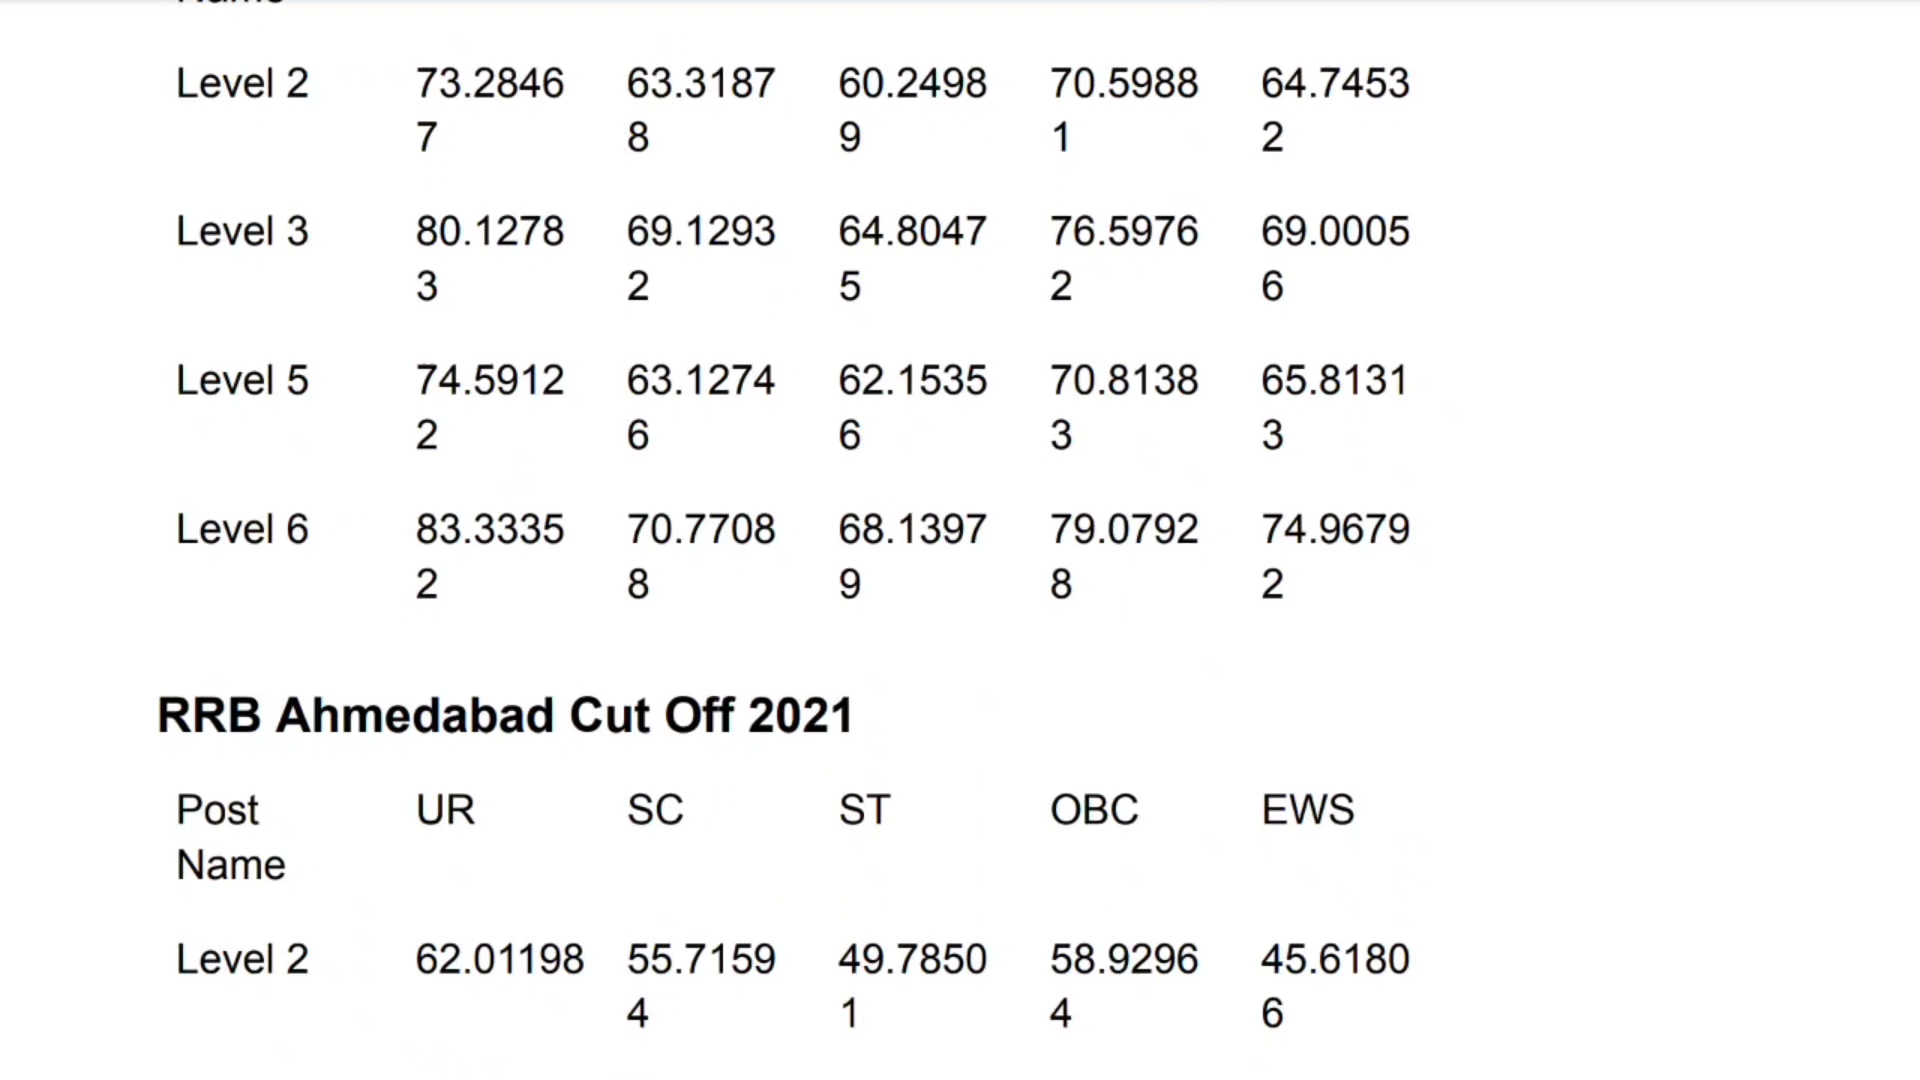 Name
Level 2 73.2846 63.3187 60.2498 70.5988 64.7453
7 8 9 1 2
Level 3 80.1278 69.1293 64.8047 76.5976 69.0005
3 2 5 2 6
Level 5 74.5912 63.1274 62.1535 70.8138 65.8131
2 6 6 3 3
Level 6 83.3335 70.7708 68.1397 79.0792 74.9679
2 8 9 8 2
RRB Ahmedabad Cut Off 2021
Post UR SC ST OBC EWS
Name
Level 2 62.01198 55.7159 49.7850 58.9296 45.6180
4 1 4 6